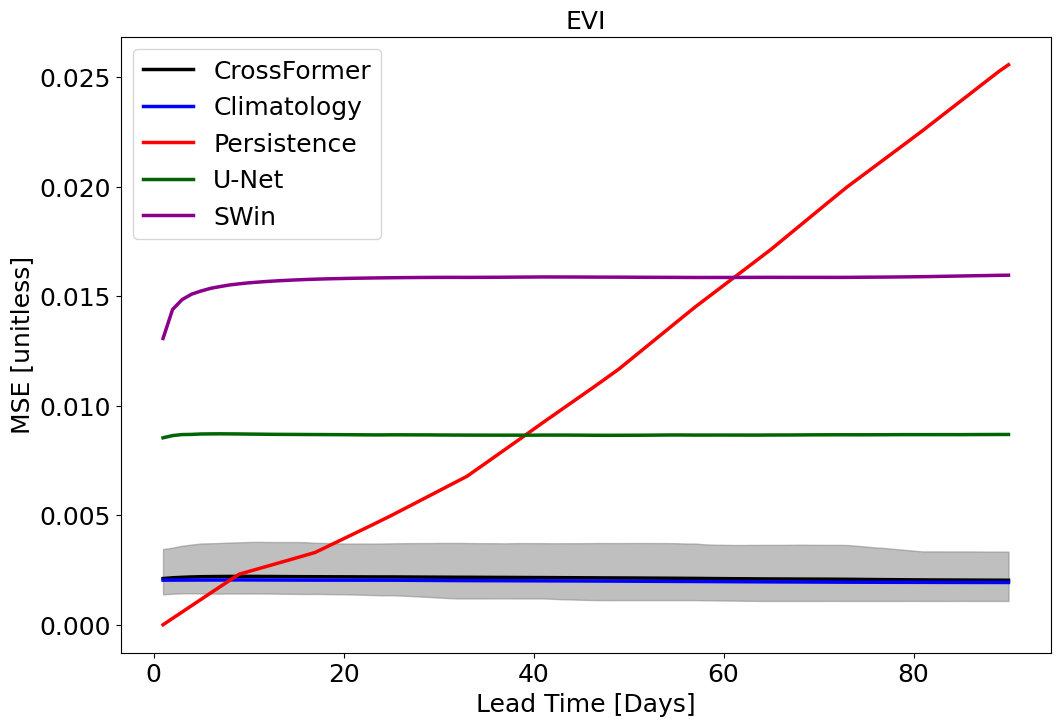 EVI
CrossFormer
Climatology
Persistence
U-Net
SWin
MSE [unitless]
0.025
0.020
0.015
0.010
0.005
0.000
0 20 40 60 80
Lead Time [Days]